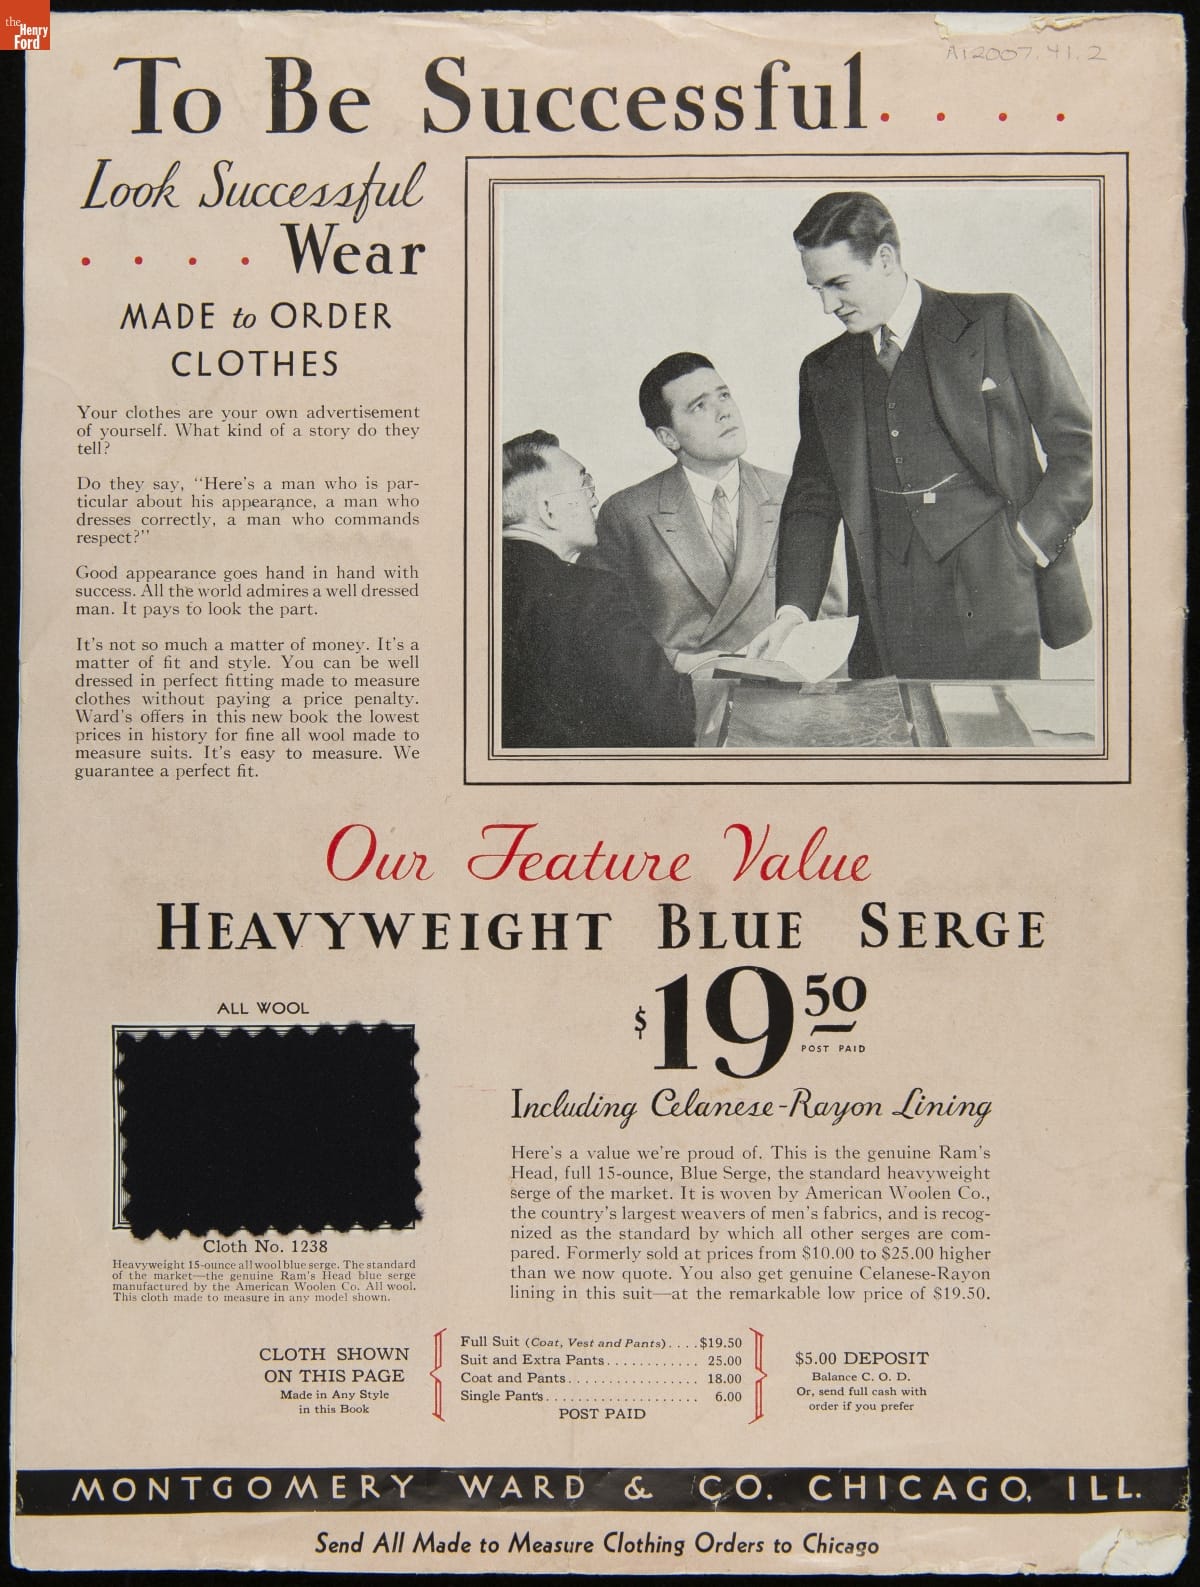 the Henry Ford
A12007.41.2
To Be Successful. . . .
Look Successful
. . . . Wear
MADE to ORDER
CLOTHES
Your clothes are your own advertisement
of yourself. What kind of a story do they
tell?
Do they say, "Here's a man who is par-
ticular about his appearance, a man who
dresses correctly, a man who commands
respect?"
Good appearance goes hand in hand with
success. All the world admires a well dressed
man. It pays to look the part.
It's not so much a matter of money. It's a
matter of fit and style. You can be well
dressed in perfect fitting made to measure
clothes without paying a price penalty.
Ward's offers in this new book the lowest
prices in history for fine all wool made to
measure suits. It's easy to measure. We
guarantee a perfect fit.
Our Feature Value
HEAVYWEIGHT BLUE SERGE
$19 50
POST PAID
Including Celanese-Rayon Lining
Here's a value we're proud of. This is the genuine Ram's
Head, full 15-ounce, Blue Serge, the standard heavyweight
serge of the market. It is woven by American Woolen Co.,
the country's largest weavers of men's fabrics, and is recog-
nized as the standard by which all other serges are com-
pared. Formerly sold at prices from $10.00 to $25.00 higher
than we now quote. You also get genuine Celanese-Rayon
lining in this suit—at the remarkable low price of $19.50.
ALL WOOL
Cloth No. 1238
Heavyweight 15-ounce all wool blue serge. The standard
of the market—the genuine Ram's Head blue serge
manufactured by the American Woolen Co. All wool.
This cloth made to measure in any model shown.
CLOTH SHOWN
ON THIS PAGE
Made in Any Style
in this Book
Full Suit (Coat, Vest and Pants)....$19.50
Suit and Extra Pants............ 25.00
Coat and Pants................. 18.00
Single Pants.................... 6.00
POST PAID
$5.00 DEPOSIT
Balance C. O. D.
Or, send full cash with
order if you prefer
MONTGOMERY WARD & CO. CHICAGO, ILL.
Send All Made to Measure Clothing Orders to Chicago